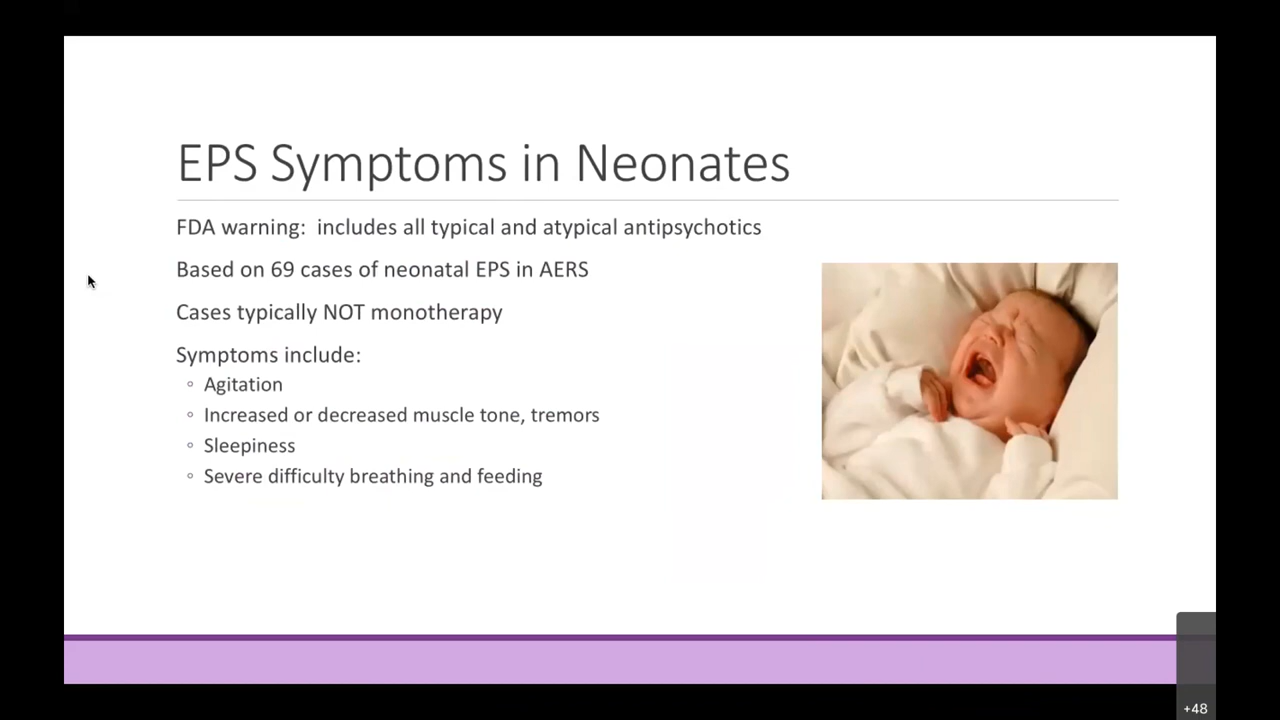 EPS Symptoms in Neonates
FDA warning:  includes all typical and atypical antipsychotics
Based on 69 cases of neonatal EPS in AERS
Cases typically NOT monotherapy
Symptoms include:
◦ Agitation
◦ Increased or decreased muscle tone, tremors
◦ Sleepiness
◦ Severe difficulty breathing and feeding
+48